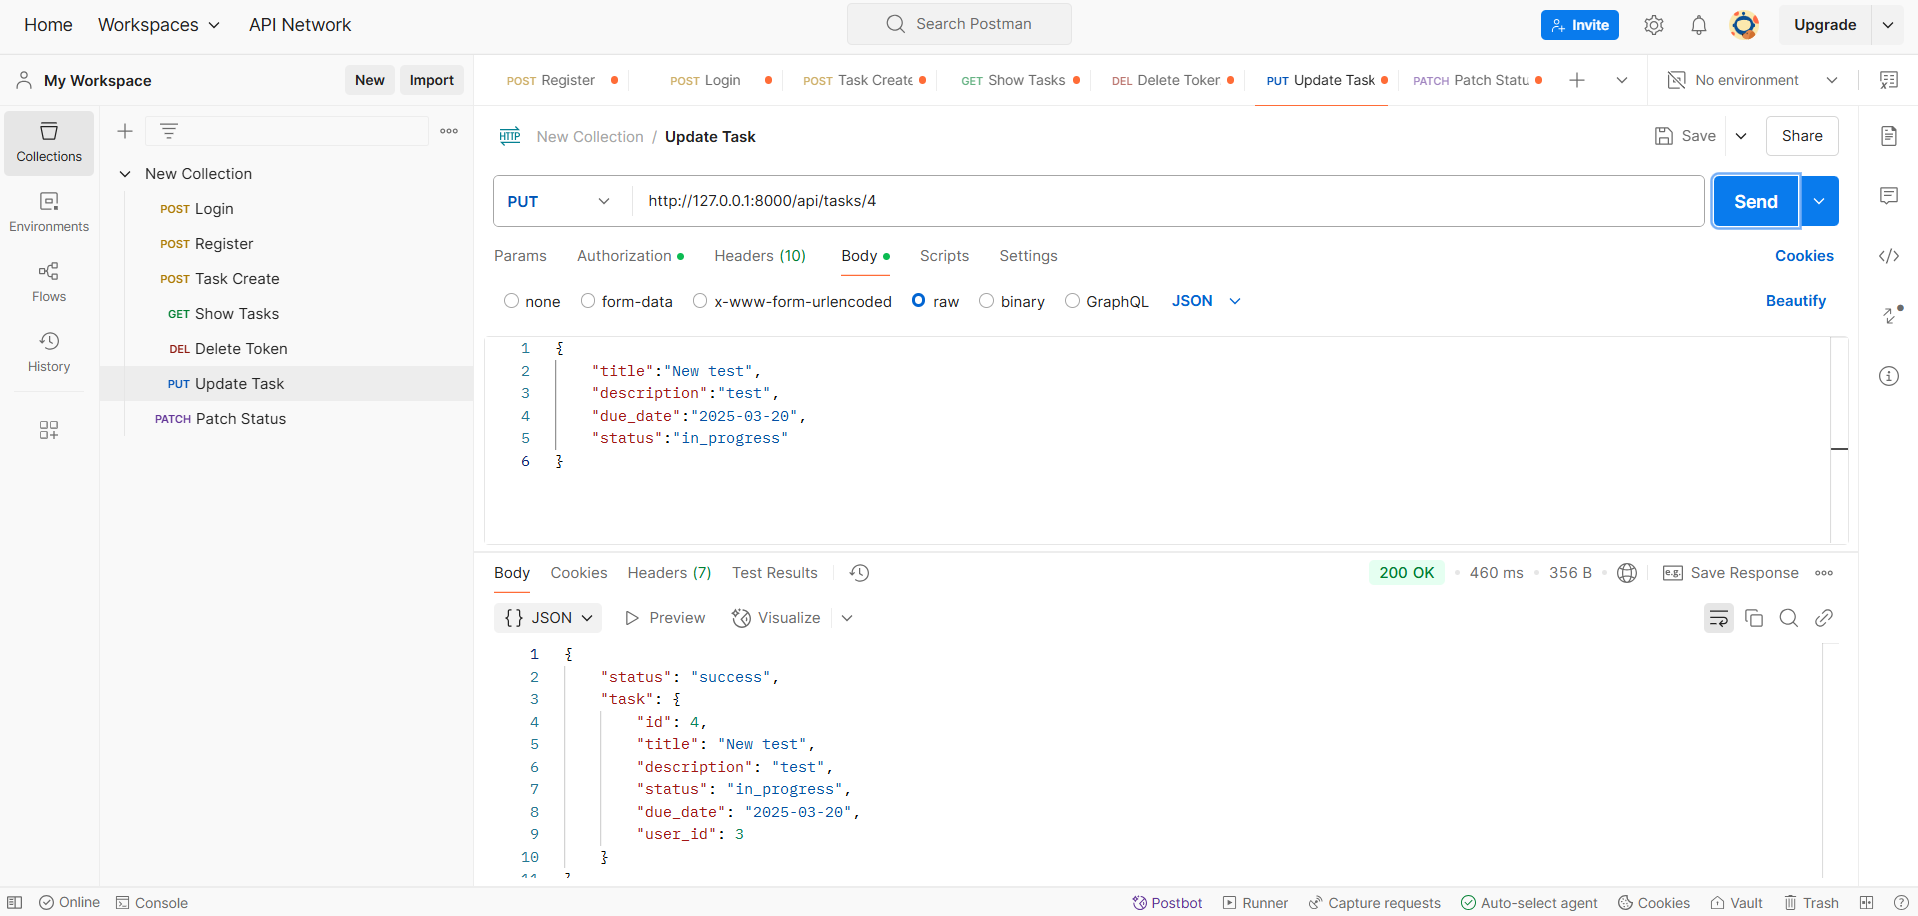 Home Workspaces API Network Search Postman Invite Upgrade
My Workspace New Import POST Register POST Login POST Task Create GET Show Tasks DEL Delete Token PUT Update Task PATCH Patch Statu No environment
Collections
Environments
Flows
History
New Collection
POST Login
POST Register
POST Task Create
GET Show Tasks
DEL Delete Token
PUT Update Task
PATCH Patch Status
HTTP New Collection / Update Task Save Share
PUT http://127.0.0.1:8000/api/tasks/4 Send
Params Authorization Headers (10) Body Scripts Settings Cookies
none form-data x-www-form-urlencoded raw binary GraphQL JSON Beautify
1 {
2 "title":"New test",
3 "description":"test",
4 "due_date":"2025-03-20",
5 "status":"in_progress"
6 }
Body Cookies Headers (7) Test Results 200 OK 460 ms 356 B e.g. Save Response
{} JSON Preview Visualize
1 {
2 "status": "success",
3 "task": {
4 "id": 4,
5 "title": "New test",
6 "description": "test",
7 "status": "in_progress",
8 "due_date": "2025-03-20",
9 "user_id": 3
10 }
11 }
Online Console Postbot Runner Capture requests Auto-select agent Cookies Vault Trash